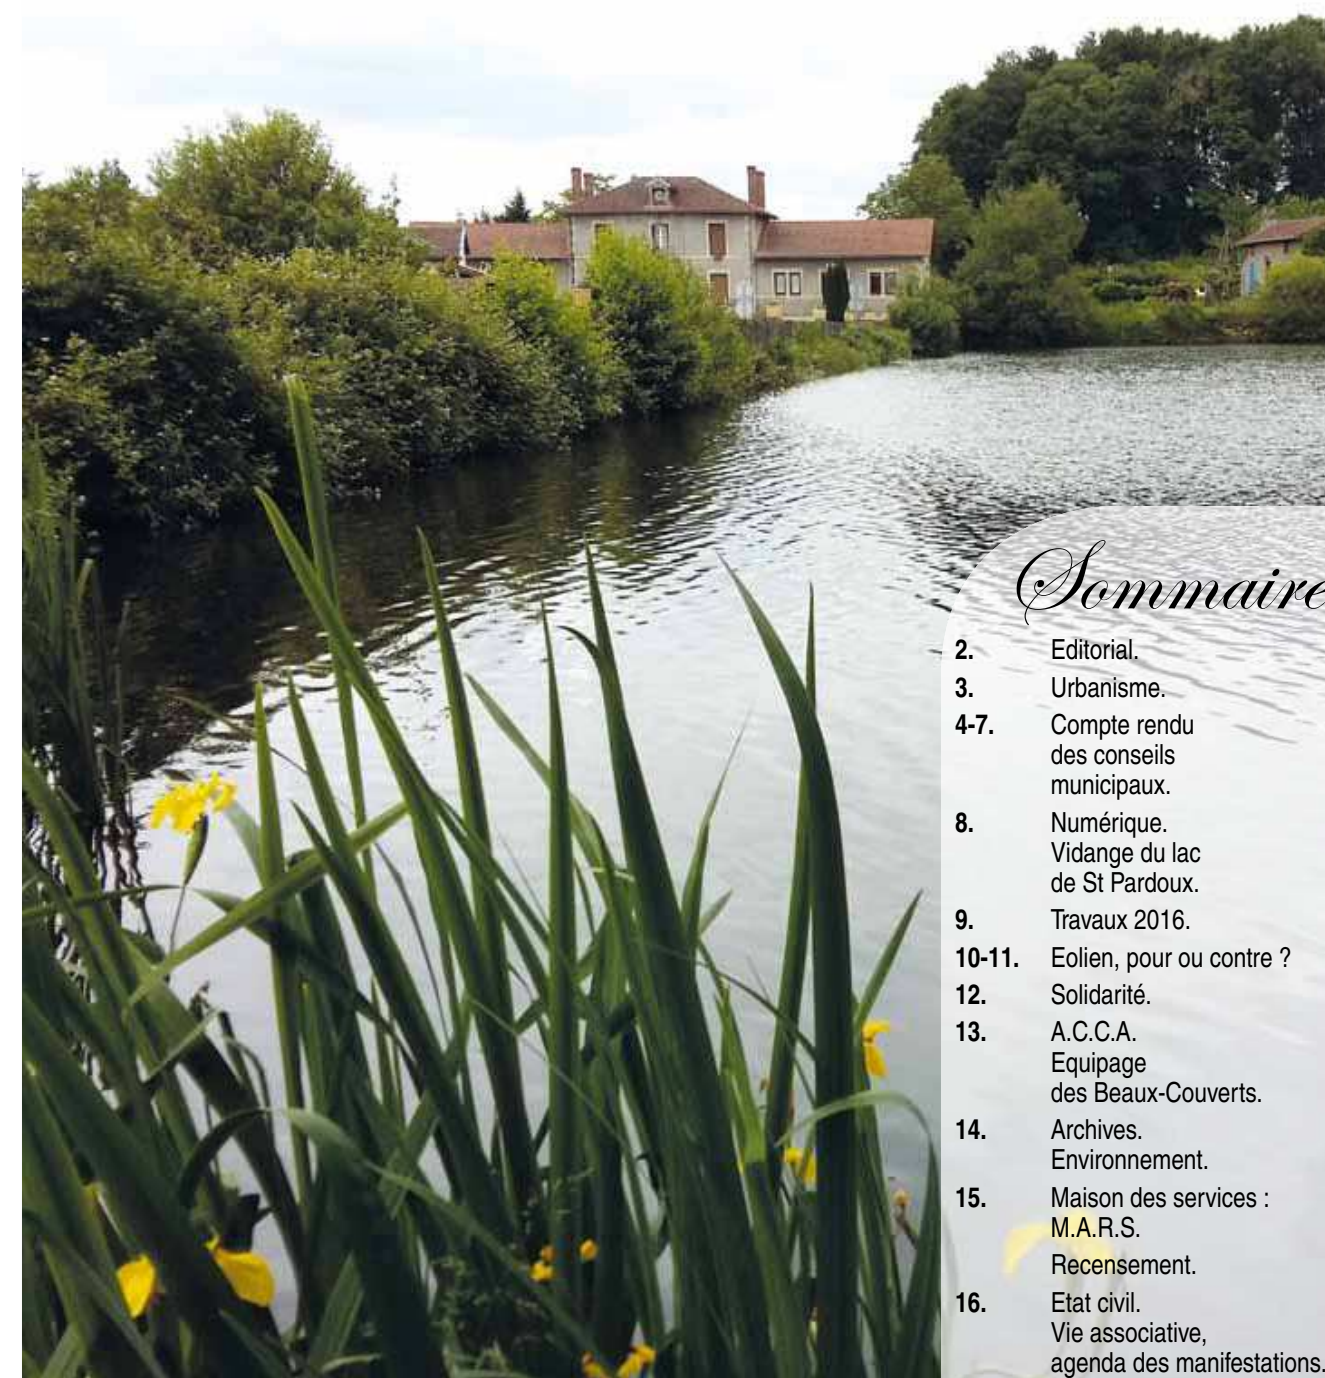 Sommaire
2. Editorial.
3. Urbanisme.
4-7. Compte rendu
des conseils
municipaux.
8. Numérique.
Vidange du lac
de St Pardoux.
9. Travaux 2016.
10-11. Eolien, pour ou contre ?
12. Solidarité.
13. A.C.C.A.
Equipage
des Beaux-Couverts.
14. Archives.
Environnement.
15. Maison des services :
M.A.R.S.
Recensement.
16. Etat civil.
Vie associative,
agenda des manifestations.